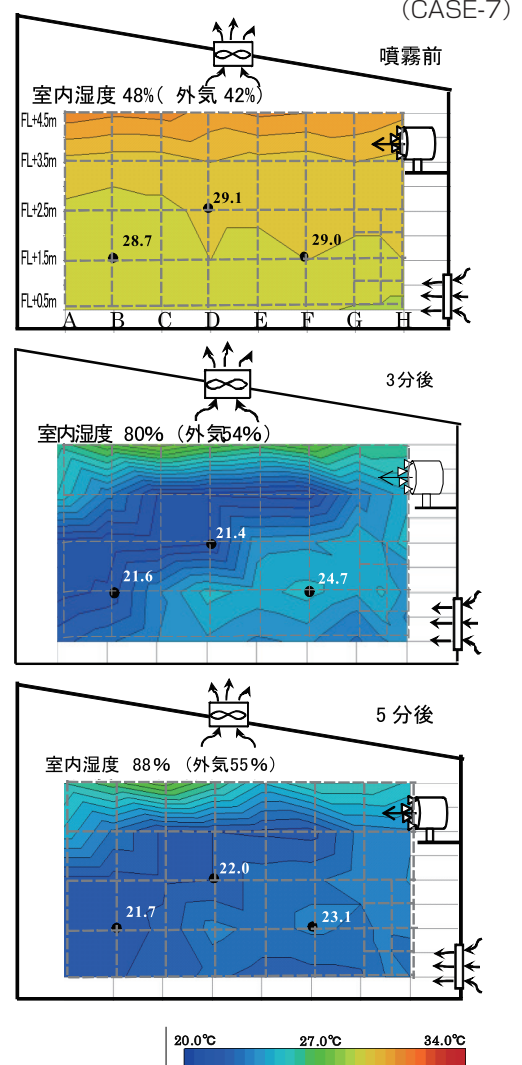 (CASE-7)
噴霧前
室内湿度 48%( 外気 42%)
FL+4.5m
FL+3.5m
FL+2.5m
29.1
28.7
29.0
FL+1.5m
FL+0.5m
A B C D E F G H
3分後
室内湿度 80% (外気54%)
21.4
21.6
24.7
5分後
室内湿度 88% (外気55%)
22.0
21.7
23.1
20.0℃ 27.0℃ 34.0℃